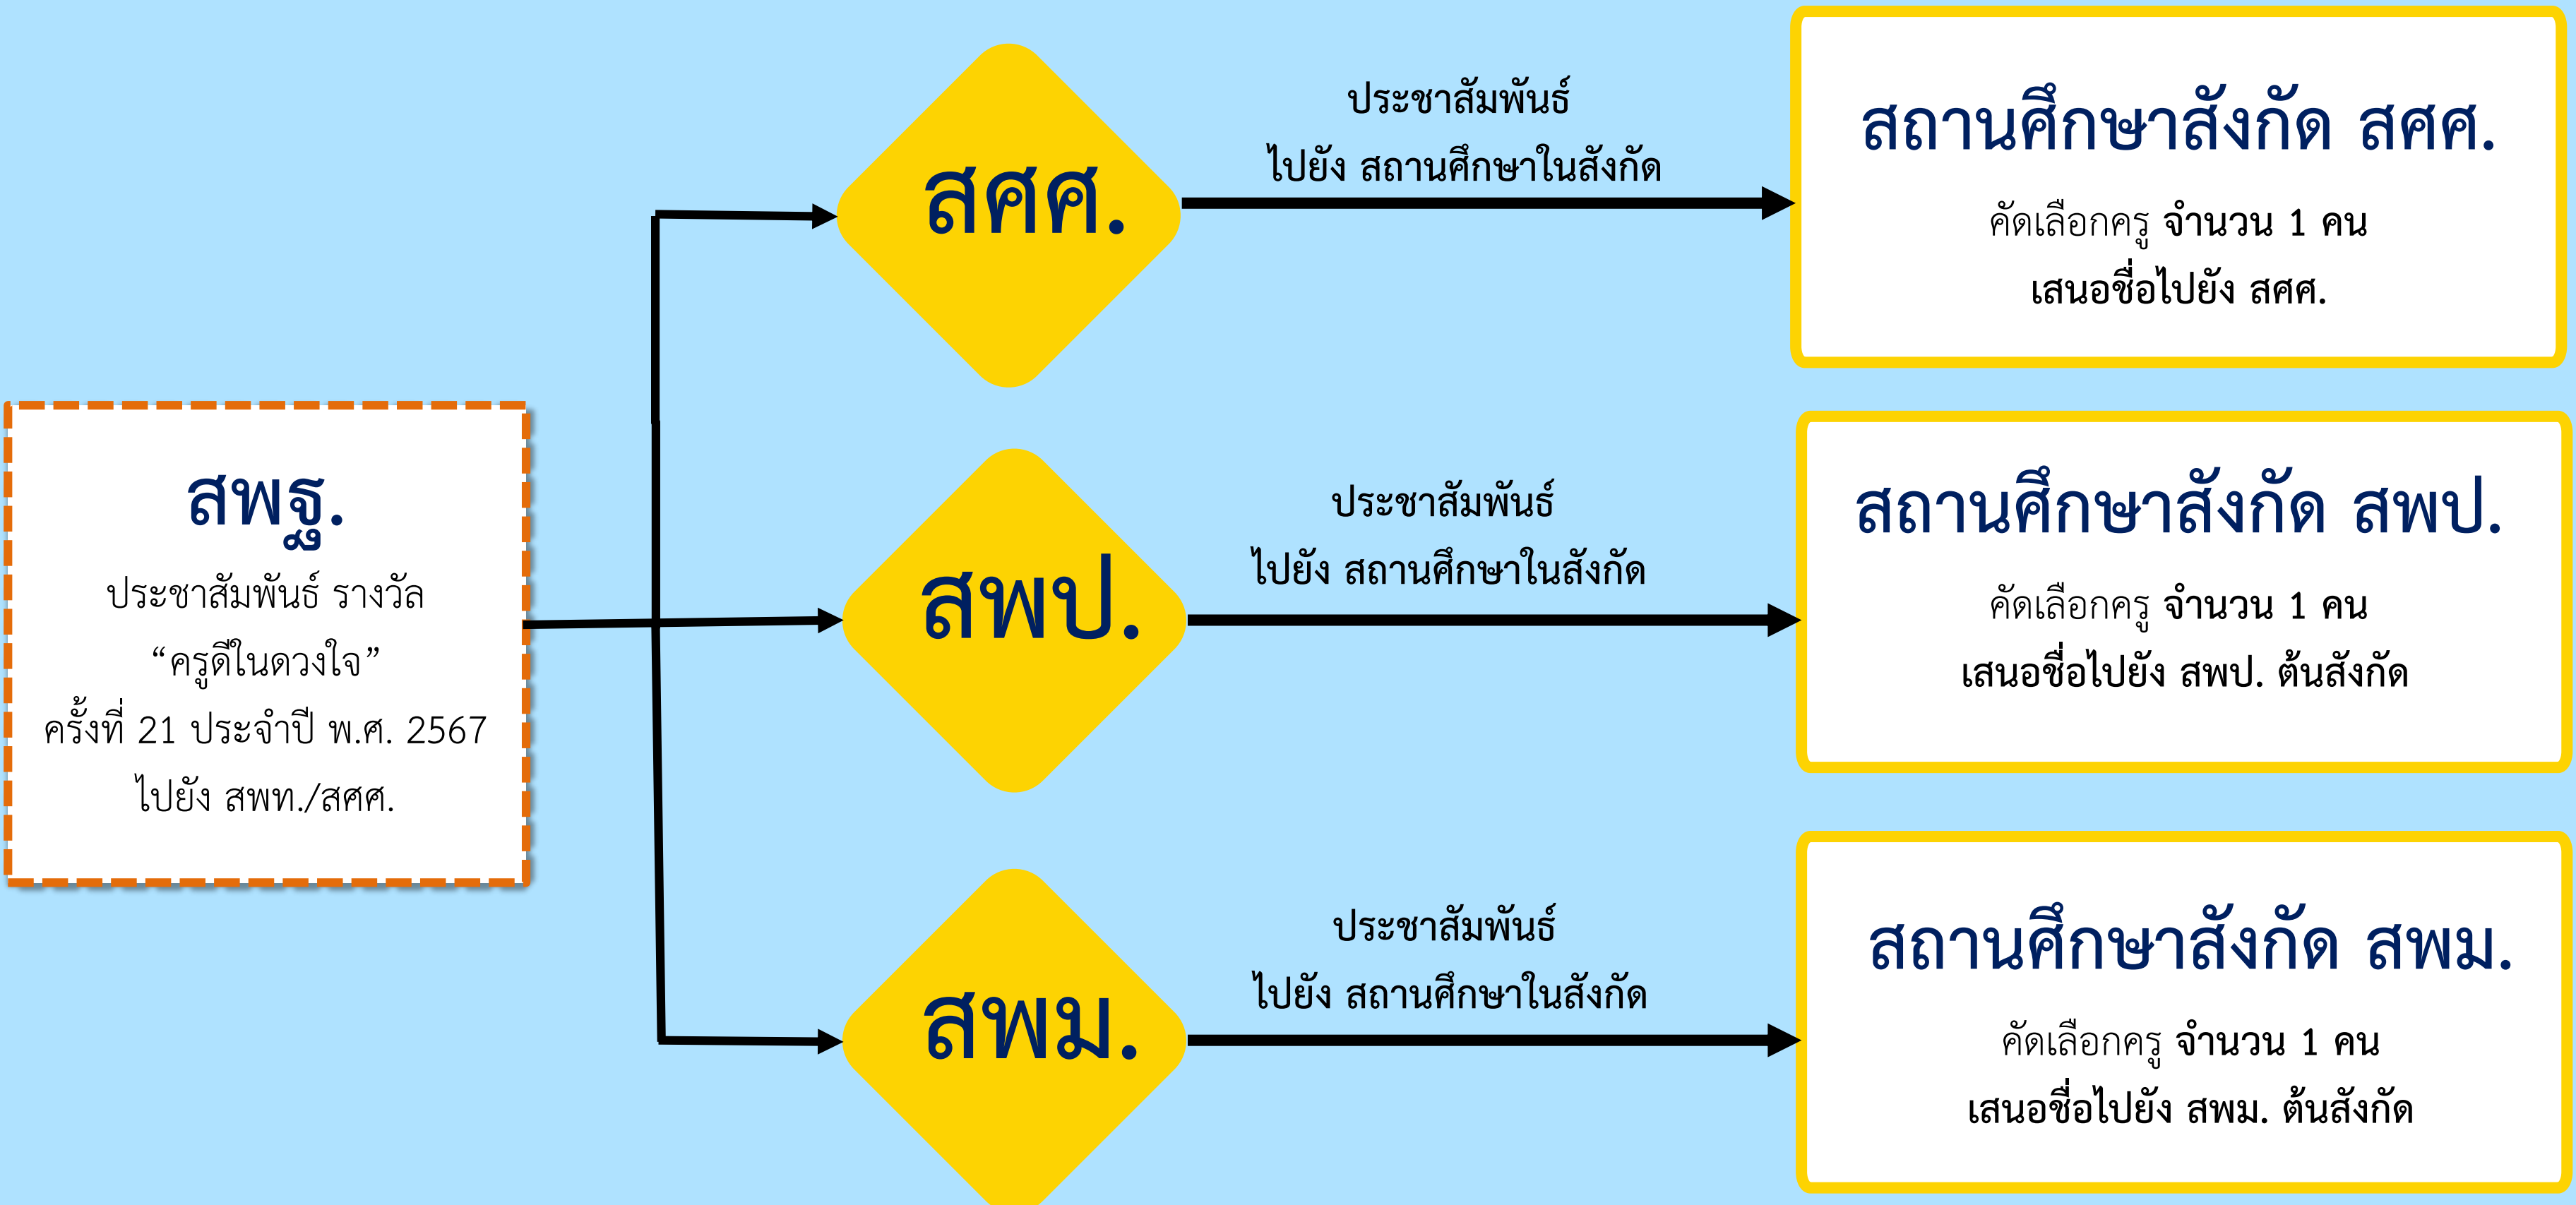 สพฐ.
ประชาสัมพันธ์ รางวัล
“ครูดีในดวงใจ”
ครั้งที่ 21 ประจำปี พ.ศ. 2567
ไปยัง สพท./สศศ.
สศศ.
ประชาสัมพันธ์
ไปยัง สถานศึกษาในสังกัด
สถานศึกษาสังกัด สศศ.
คัดเลือกครู จำนวน 1 คน
เสนอชื่อไปยัง สศศ.
สพป.
ประชาสัมพันธ์
ไปยัง สถานศึกษาในสังกัด
สถานศึกษาสังกัด สพป.
คัดเลือกครู จำนวน 1 คน
เสนอชื่อไปยัง สพป. ต้นสังกัด
สพม.
ประชาสัมพันธ์
ไปยัง สถานศึกษาในสังกัด
สถานศึกษาสังกัด สพม.
คัดเลือกครู จำนวน 1 คน
เสนอชื่อไปยัง สพม. ต้นสังกัด